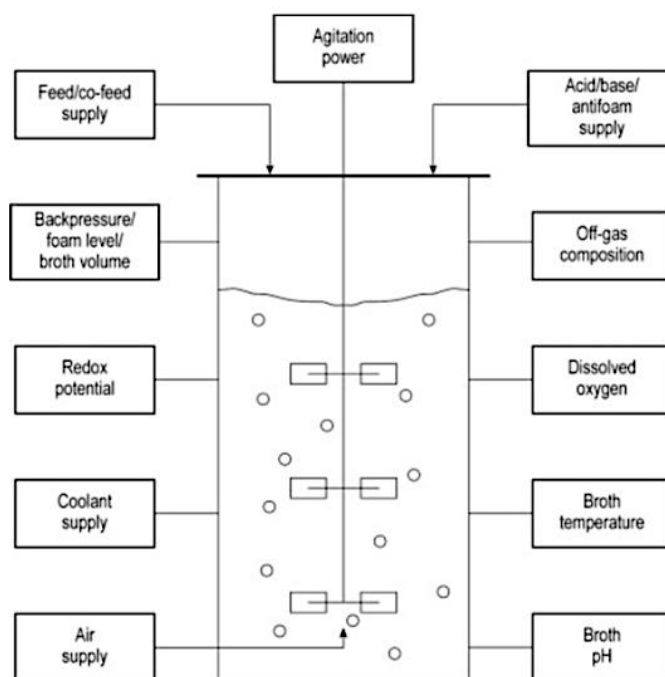 Agitation
power
Feed/co-feed
supply
Acid/base/
antifoam
supply
Backpressure/
foam level/
broth volume
Off-gas
composition
Redox
potential
Dissolved
oxygen
Coolant
supply
Broth
temperature
Air
supply
Broth
pH